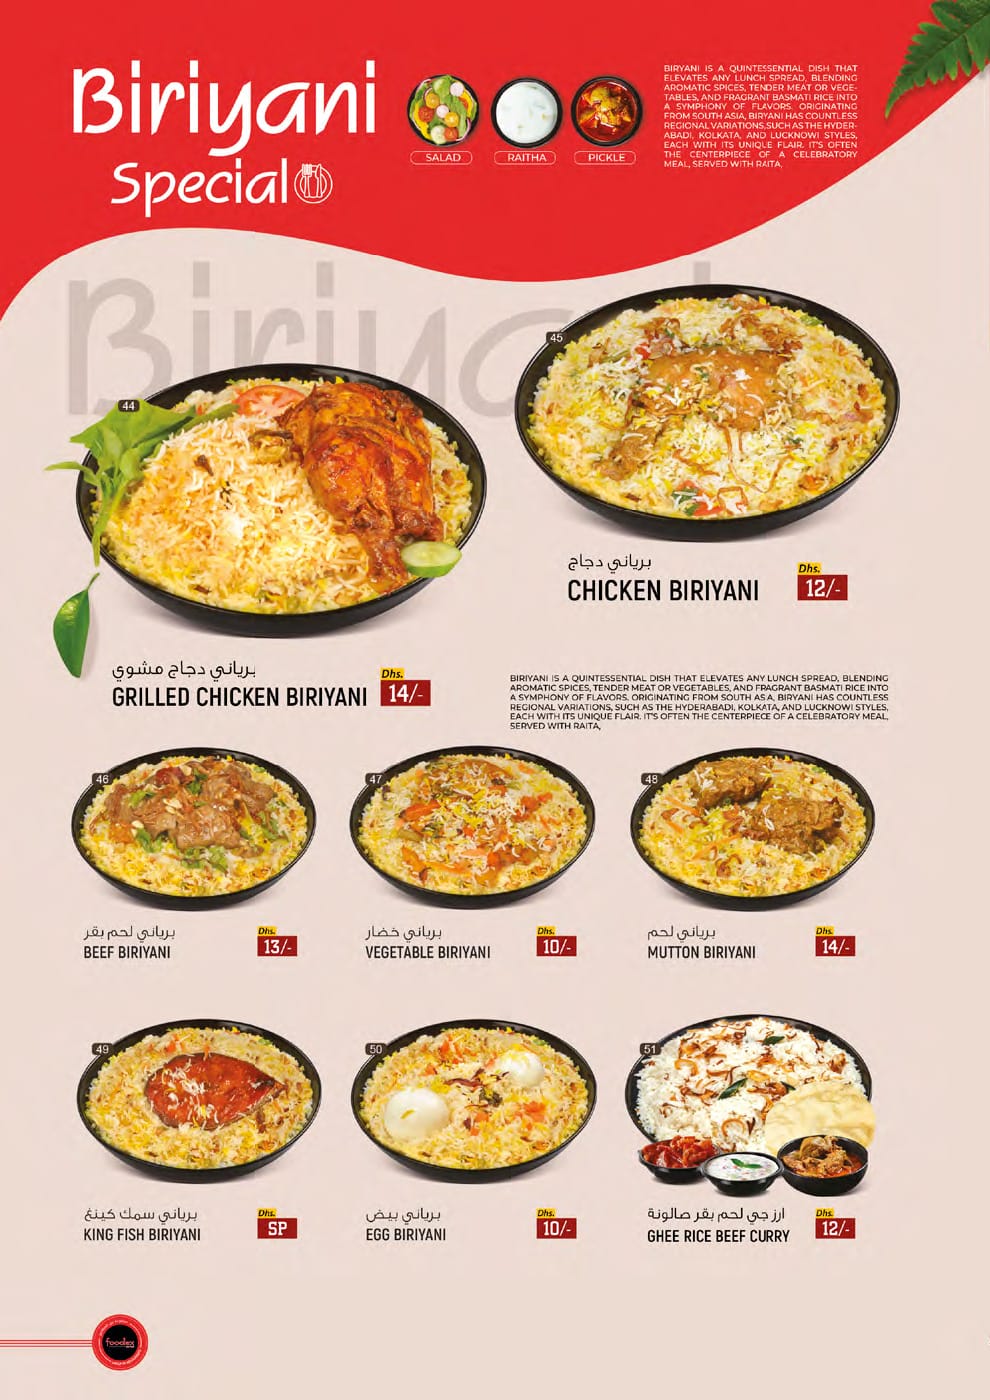 Biriyani
Special
SALAD
RAITHA
PICKLE
BIRYANI IS A QUINTESSENTIAL DISH THAT
ELEVATES ANY LUNCH SPREAD, BLENDING
AROMATIC SPICES, TENDER MEAT OR VEGE-
TABLES, AND FRAGRANT BASMATI RICE INTO
A SYMPHONY OF FLAVORS. ORIGINATING
FROM SOUTH ASIA, BIRYANI HAS COUNTLESS
REGIONAL VARIATIONS,SUCH AS THE HYDER-
ABADI, KOLKATA, AND LUCKNOWI STYLES,
EACH WITH ITS UNIQUE FLAIR. IT'S OFTEN
THE CENTERPIECE OF A CELEBRATORY
MEAL, SERVED WITH RAITA,
45
برياني دجاج
CHICKEN BIRIYANI
Dhs.
12/-
44
برياني دجاج مشوي
GRILLED CHICKEN BIRIYANI
Dhs.
14/-
BIRIYANI IS A QUINTESSENTIAL DISH THAT ELEVATES ANY LUNCH SPREAD, BLENDING
AROMATIC SPICES, TENDER MEAT OR VEGETABLES, AND FRAGRANT BASMATI RICE INTO
A SYMPHONY OF FLAVORS. ORIGINATING FROM SOUTH ASIA, BIRYANI HAS COUNTLESS
REGIONAL VARIATIONS, SUCH AS THE HYDERABADI, KOLKATA, AND LUCKNOWI STYLES,
EACH WITH ITS UNIQUE FLAIR. IT'S OFTEN THE CENTERPIECE OF A CELEBRATORY MEAL,
SERVED WITH RAITA,
46
برياني لحم بقر
BEEF BIRIYANI
Dhs.
13/-
47
برياني خضار
VEGETABLE BIRIYANI
Dhs.
10/-
48
برياني لحم
MUTTON BIRIYANI
Dhs.
14/-
49
برياني سمك كينغ
KING FISH BIRIYANI
Dhs.
SP
50
برياني بيض
EGG BIRIYANI
Dhs.
10/-
51
ارز جي لحم بقر صالونة
GHEE RICE BEEF CURRY
Dhs.
12/-
foodex